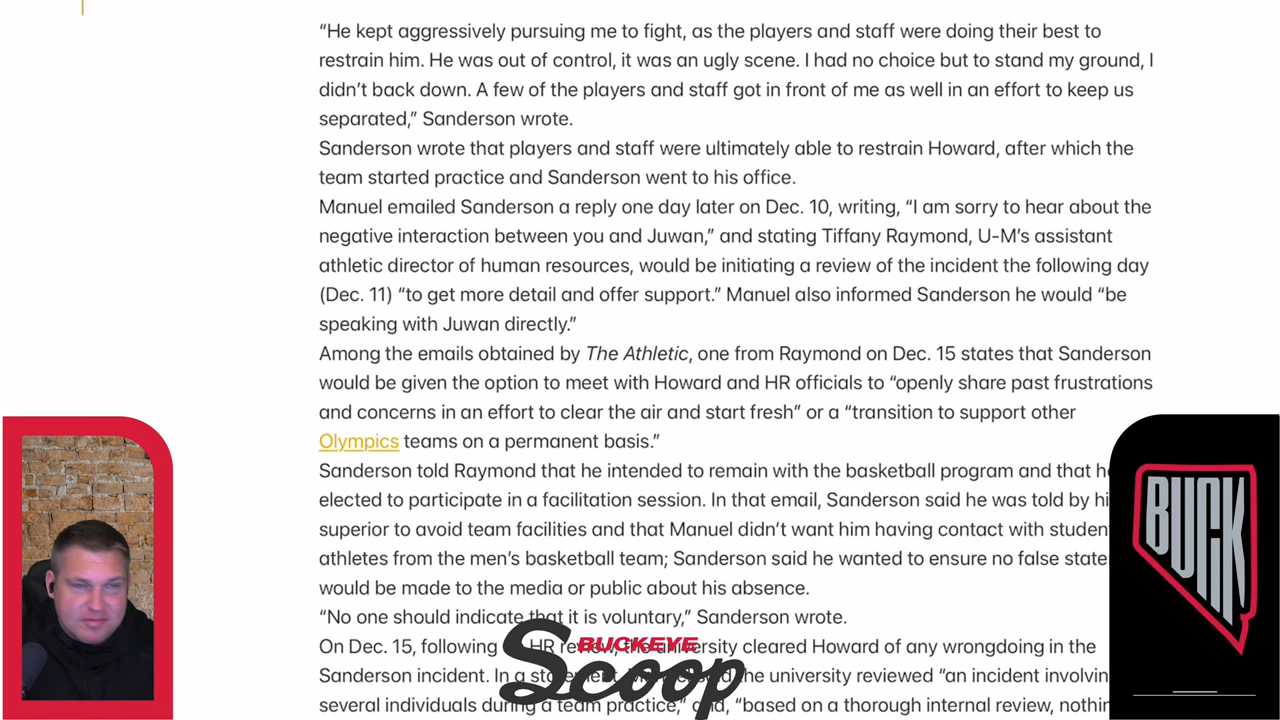 “He kept aggressively pursuing me to fight, as the players and staff were doing their best to
restrain him. He was out of control, it was an ugly scene. I had no choice but to stand my ground, I
didn’t back down. A few of the players and staff got in front of me as well in an effort to keep us
separated,” Sanderson wrote.
Sanderson wrote that players and staff were ultimately able to restrain Howard, after which the
team started practice and Sanderson went to his office.
Manuel emailed Sanderson a reply one day later on Dec. 10, writing, “I am sorry to hear about the
negative interaction between you and Juwan,” and stating Tiffany Raymond, U-M’s assistant
athletic director of human resources, would be initiating a review of the incident the following day
(Dec. 11) “to get more detail and offer support.” Manuel also informed Sanderson he would “be
speaking with Juwan directly.”
Among the emails obtained by The Athletic, one from Raymond on Dec. 15 states that Sanderson
would be given the option to meet with Howard and HR officials to “openly share past frustrations
and concerns in an effort to clear the air and start fresh” or a “transition to support other
Olympics teams on a permanent basis.”
Sanderson told Raymond that he intended to remain with the basketball program and that
elected to participate in a facilitation session. In that email, Sanderson said he was told by
superior to avoid team facilities and that Manuel didn’t want him having contact with
athletes from the men’s basketball team; Sanderson said he wanted to ensure no false
would be made to the media or public about his absence.
“No one should indicate that it is voluntary,” Sanderson wrote.
On Dec. 15, following HR the university cleared Howard of any wrongdoing in the
Sanderson incident. In a the university reviewed “an incident
several individuals during a team practice,” “based on a thorough internal review,
BUCKEYE
Scoop
BUCK